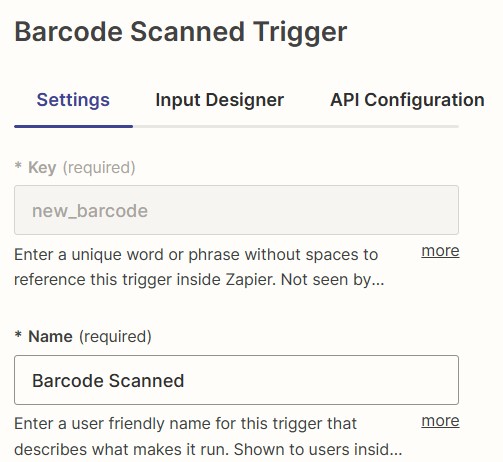 Barcode Scanned Trigger
Settings Input Designer API Configuration
* Key (required)
new_barcode
Enter a unique word or phrase without spaces to more
reference this trigger inside Zapier. Not seen by...
* Name (required)
Barcode Scanned
Enter a user friendly name for this trigger that more
describes what makes it run. Shown to users insid...